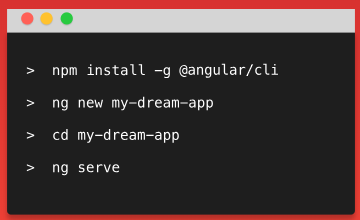 > npm install -g @angular/cli
> ng new my-dream-app
> cd my-dream-app
> ng serve